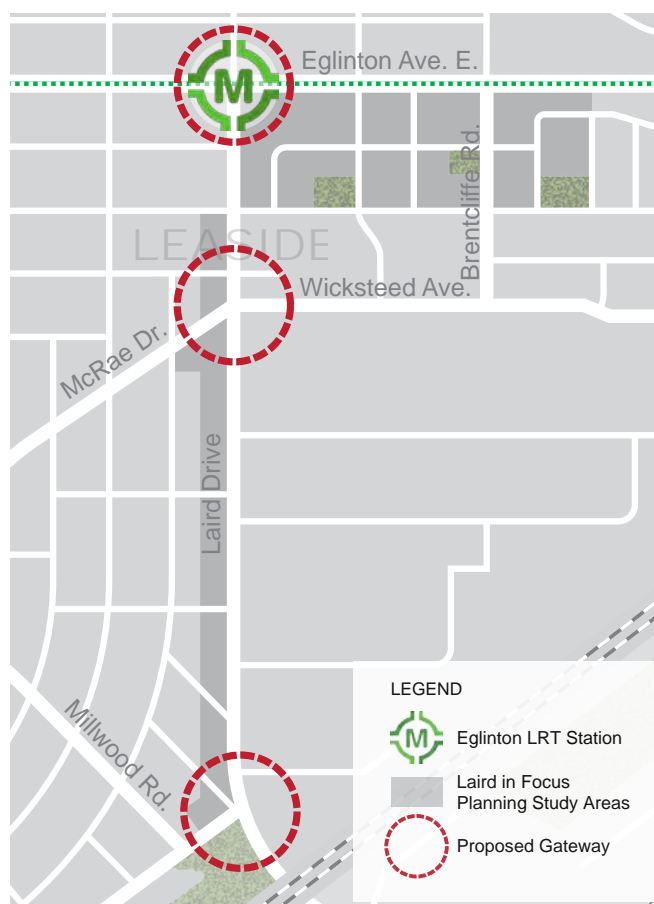 Eglinton Ave. E.
M
Brentcliffe Rd.
LEASIDE
Wicksteed Ave.
McRae Dr.
Laird Drive
Millwood Rd.
LEGEND
M
Eglinton LRT Station
Laird in Focus
Planning Study Areas
Proposed Gateway